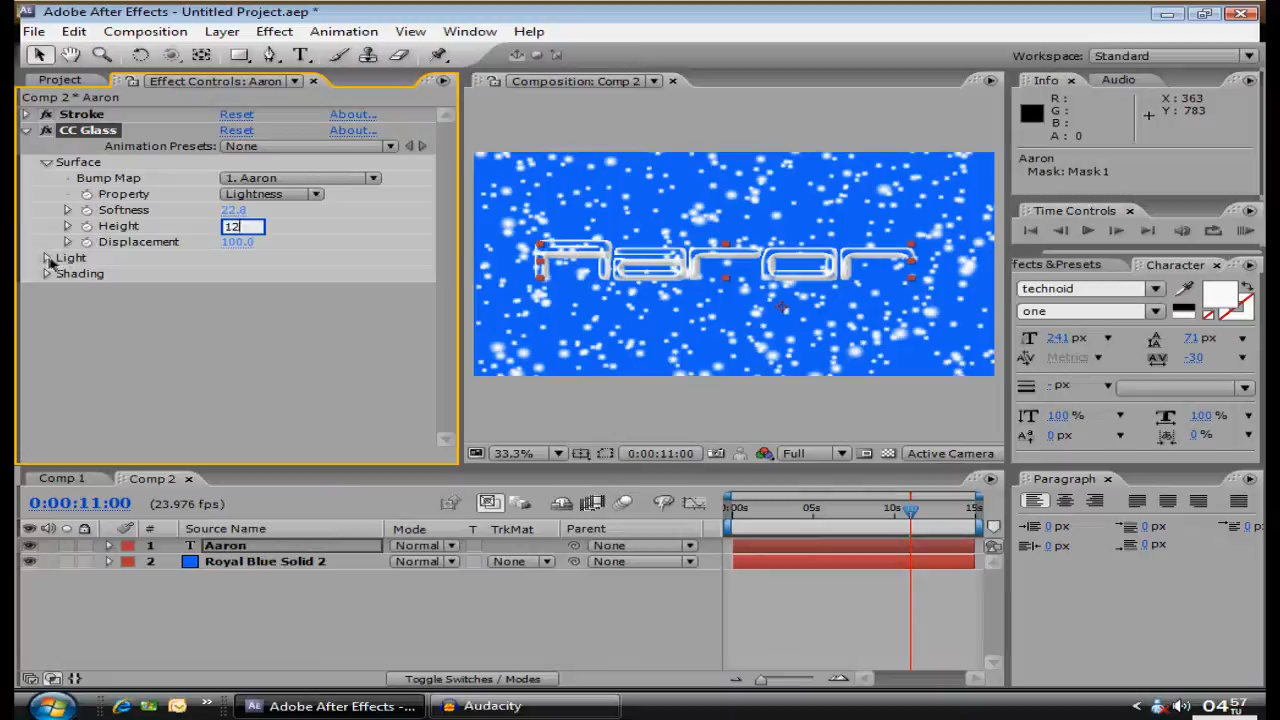 Adobe After Effects - Untitled Project.aep *
File Edit Composition Layer Effect Animation View Window Help
Workspace: Standard
Project Effect Controls: Aaron
Comp 2 * Aaron
Stroke Reset About...
CC Glass Reset About...
Animation Presets: None
Surface
Bump Map 1. Aaron
Property Lightness
Softness 22.8
Height 12
Displacement 100.0
Light
Shading
Composition: Comp 2
aaron
33.3% 0:00:11:00 Full Active Camera
Info Audio
R: X: 363
G: Y: 783
B:
A: 0
Aaron
Mask: Mask 1
Time Controls
ffects & Presets Character
technoid
one
241 px 71 px
Metrics -30
- px
100 % 100 %
0 px 0 %
Comp 1 Comp 2
0:00:11:00 (23.976 fps)
:00s 05s 10s 15s
# Source Name Mode T TrkMat Parent
1 T Aaron Normal None
2 Royal Blue Solid 2 Normal None None
Toggle Switches / Modes
Paragraph
0 px 0 px 0 px
0 px 0 px
Adobe After Effects -... Audacity 04:57
TU